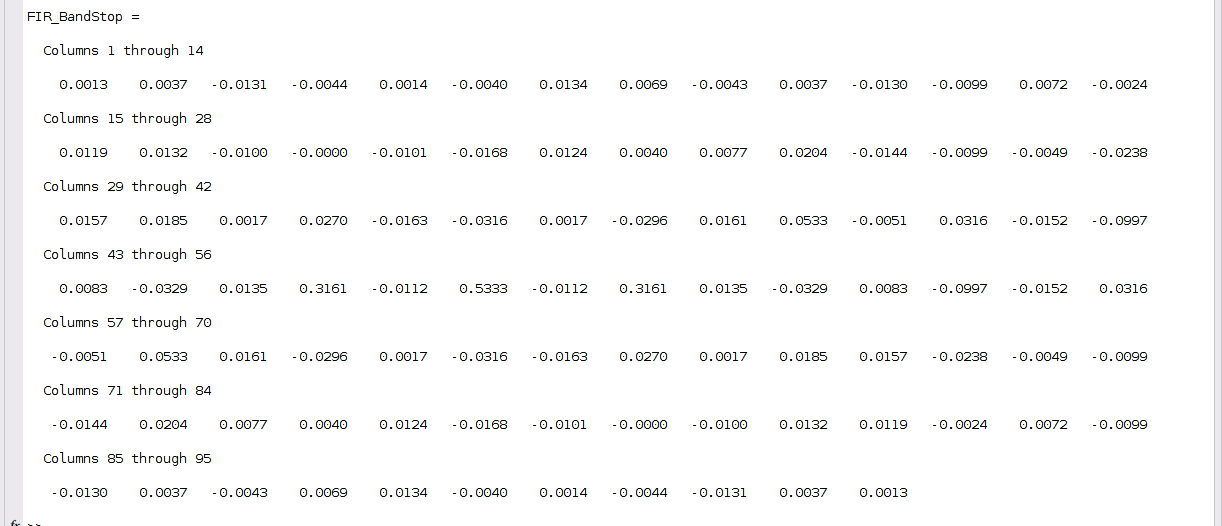 FIR_BandStop =
Columns 1 through 14
0.0013 0.0037 -0.0131 -0.0044 0.0014 -0.0040 0.0134 0.0069 -0.0043 0.0037 -0.0130 -0.0099 0.0072 -0.0024
Columns 15 through 28
0.0119 0.0132 -0.0100 -0.0000 -0.0101 -0.0168 0.0124 0.0040 0.0077 0.0204 -0.0144 -0.0099 -0.0049 -0.0238
Columns 29 through 42
0.0157 0.0185 0.0017 0.0270 -0.0163 -0.0316 0.0017 -0.0296 0.0161 0.0533 -0.0051 0.0316 -0.0152 -0.0997
Columns 43 through 56
0.0083 -0.0329 0.0135 0.3161 -0.0112 0.5333 -0.0112 0.3161 0.0135 -0.0329 0.0083 -0.0997 -0.0152 0.0316
Columns 57 through 70
-0.0051 0.0533 0.0161 -0.0296 0.0017 -0.0316 -0.0163 0.0270 0.0017 0.0185 0.0157 -0.0238 -0.0049 -0.0099
Columns 71 through 84
-0.0144 0.0204 0.0077 0.0040 0.0124 -0.0168 -0.0101 -0.0000 -0.0100 0.0132 0.0119 -0.0024 0.0072 -0.0099
Columns 85 through 95
-0.0130 0.0037 -0.0043 0.0069 0.0134 -0.0040 0.0014 -0.0044 -0.0131 0.0037 0.0013